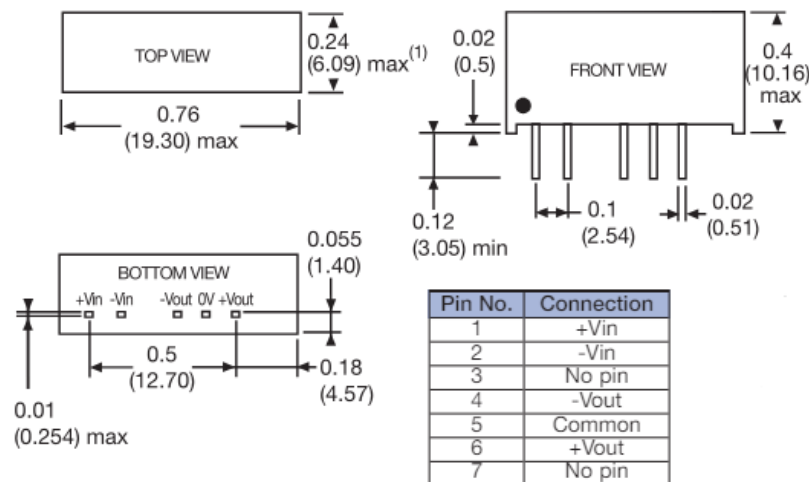 TOP VIEW
0.24
(6.09) max(1)
0.76
(19.30) max
0.02
(0.5)
FRONT VIEW
0.4
(10.16)
max
0.12
(3.05) min
0.1
(2.54)
0.02
(0.51)
BOTTOM VIEW
+Vin -Vin -Vout 0V +Vout
0.055
(1.40)
0.5
(12.70)
0.18
(4.57)
0.01
(0.254) max
Pin No. Connection
1 +Vin
2 -Vin
3 No pin
4 -Vout
5 Common
6 +Vout
7 No pin